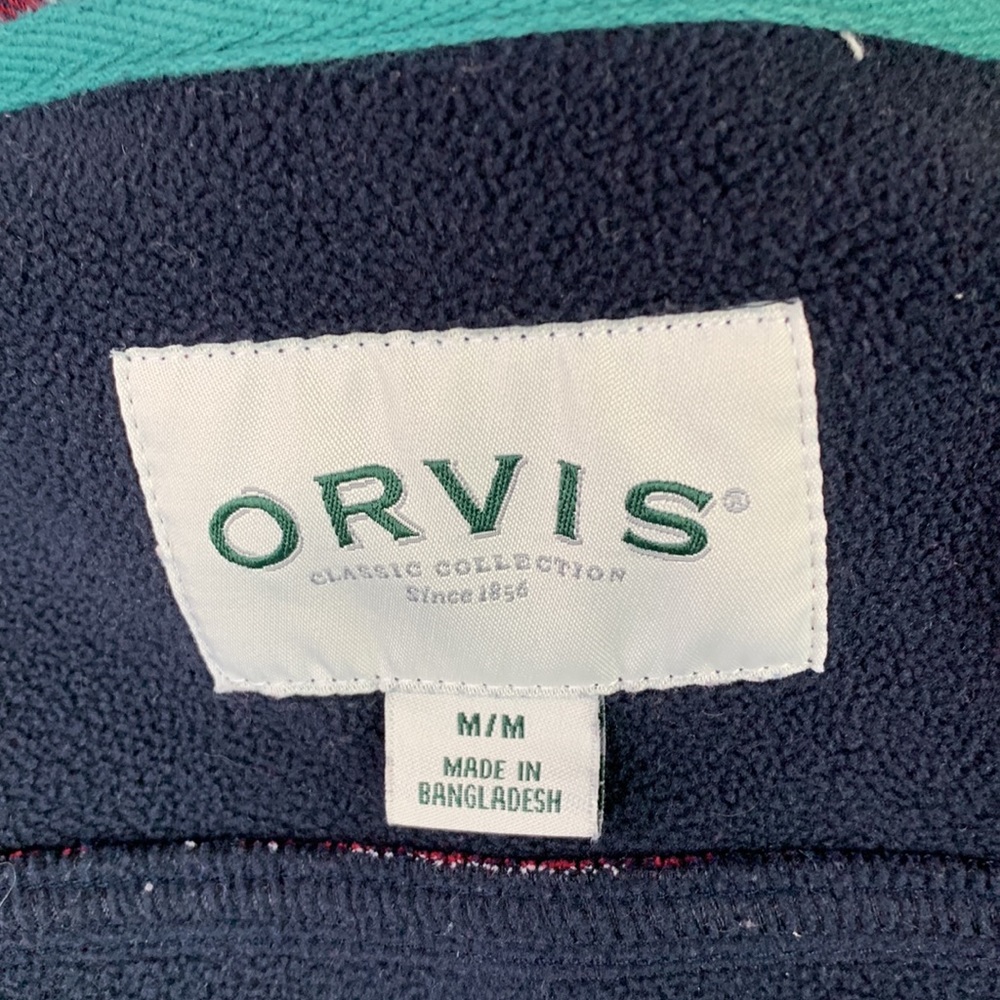 ORVIS®
CLASSIC COLLECTION
Since 1856
M/M
MADE IN
BANGLADESH